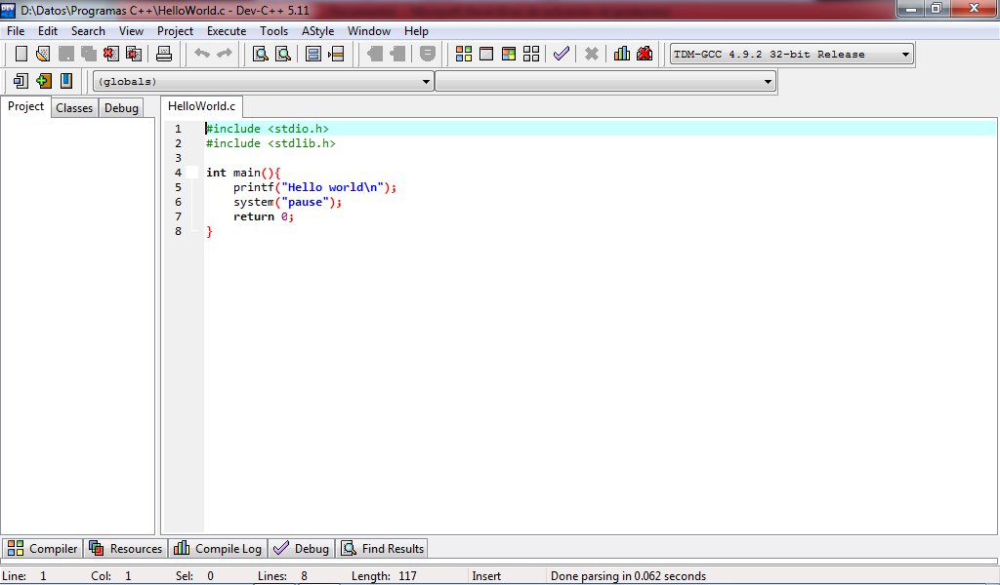 D:\Datos\Programas C++\HelloWorld.c - Dev-C++ 5.11
File Edit Search View Project Execute Tools AStyle Window Help
TDM-GCC 4.9.2 32-bit Release
(globals)
Project Classes Debug HelloWorld.c
1 #include <stdio.h>
2 #include <stdlib.h>
3
4 int main(){
5 printf("Hello world\n");
6 system("pause");
7 return 0;
8 }
Compiler Resources Compile Log Debug Find Results
Line: 1 Col: 1 Sel: 0 Lines: 8 Length: 117 Insert Done parsing in 0.062 seconds